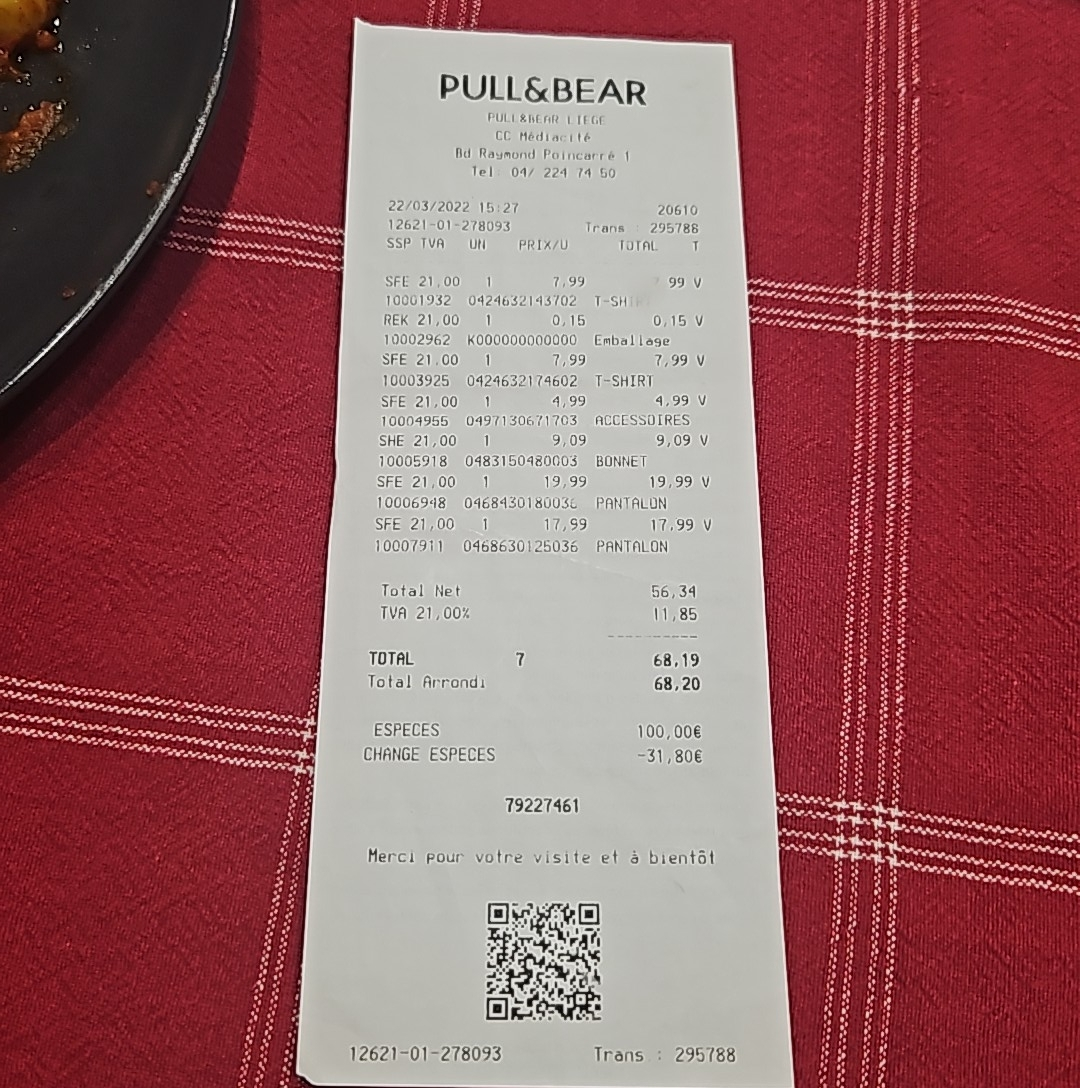 PULL&BEAR
PULL&BEAR LIEGE
CC Médiacité
Bd Raymond Poincarré 1
Tel 04/ 224 74 50
22/03/2022 15:27 20610
12621-01-278093 Trans : 295788
SSP TVA UN PRIX/U TOTAL T
SFE 21,00 1 7,99 99 V
10001932 0424632143702
REK 21,00 1 0,15 0,15 V
10002962 K000000000000 Emballage
SFE 21.00 1 7,99 7,99 V
10003925 0424632174602 T-SHIRT
SFE 21,00 1 4,99 4,99 V
10004955 0497130671703 ACCESSOIRES
SHE 21,00 1 9,09 9,09 V
10005918 0483150480003 BONNET
SFE 21,00 1 19,99 19,99 V
10006948 0468430180036 PANTALON
SFE 21,00 1 17,99 17,99 V
10007911 0468630125036 PANTALON
Total Net 56,34
TVA 21,00% 11,85
----------
TOTAL 7 68,19
Total Arrondi 68,20
ESPECES 100,00€
CHANGE ESPECES -31,80€
79227461
Merci pour votre visite et à bientôt
12621-01-278093 Trans : 295788